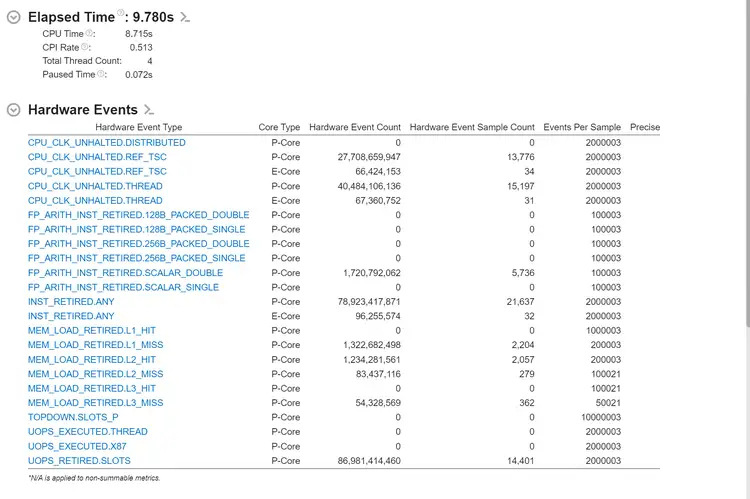 Elapsed Time ?: 9.780s
CPU Time ?: 8.715s
CPI Rate ?: 0.513
Total Thread Count: 4
Paused Time ?: 0.072s
Hardware Events
Hardware Event Type Core Type Hardware Event Count Hardware Event Sample Count Events Per Sample Precise
CPU_CLK_UNHALTED.DISTRIBUTED P-Core 0 0 2000003
CPU_CLK_UNHALTED.REF_TSC P-Core 27,708,659,947 13,776 2000003
CPU_CLK_UNHALTED.REF_TSC E-Core 66,424,153 34 2000003
CPU_CLK_UNHALTED.THREAD P-Core 40,484,106,136 15,197 2000003
CPU_CLK_UNHALTED.THREAD E-Core 67,360,752 31 2000003
FP_ARITH_INST_RETIRED.128B_PACKED_DOUBLE P-Core 0 0 100003
FP_ARITH_INST_RETIRED.128B_PACKED_SINGLE P-Core 0 0 100003
FP_ARITH_INST_RETIRED.256B_PACKED_DOUBLE P-Core 0 0 100003
FP_ARITH_INST_RETIRED.256B_PACKED_SINGLE P-Core 0 0 100003
FP_ARITH_INST_RETIRED.SCALAR_DOUBLE P-Core 1,720,792,062 5,736 100003
FP_ARITH_INST_RETIRED.SCALAR_SINGLE P-Core 0 0 100003
INST_RETIRED.ANY P-Core 78,923,417,871 21,637 2000003
INST_RETIRED.ANY E-Core 96,255,574 32 2000003
MEM_LOAD_RETIRED.L1_HIT P-Core 0 0 1000003
MEM_LOAD_RETIRED.L1_MISS P-Core 1,322,682,498 2,204 200003
MEM_LOAD_RETIRED.L2_HIT P-Core 1,234,281,561 2,057 200003
MEM_LOAD_RETIRED.L2_MISS P-Core 83,437,116 279 100021
MEM_LOAD_RETIRED.L3_HIT P-Core 0 0 100021
MEM_LOAD_RETIRED.L3_MISS P-Core 54,328,569 362 50021
TOPDOWN.SLOTS_P P-Core 0 0 10000003
UOPS_EXECUTED.THREAD P-Core 0 0 2000003
UOPS_EXECUTED.X87 P-Core 0 0 2000003
UOPS_RETIRED.SLOTS P-Core 86,981,414,460 14,401 2000003
*N/A is applied to non-summable metrics.